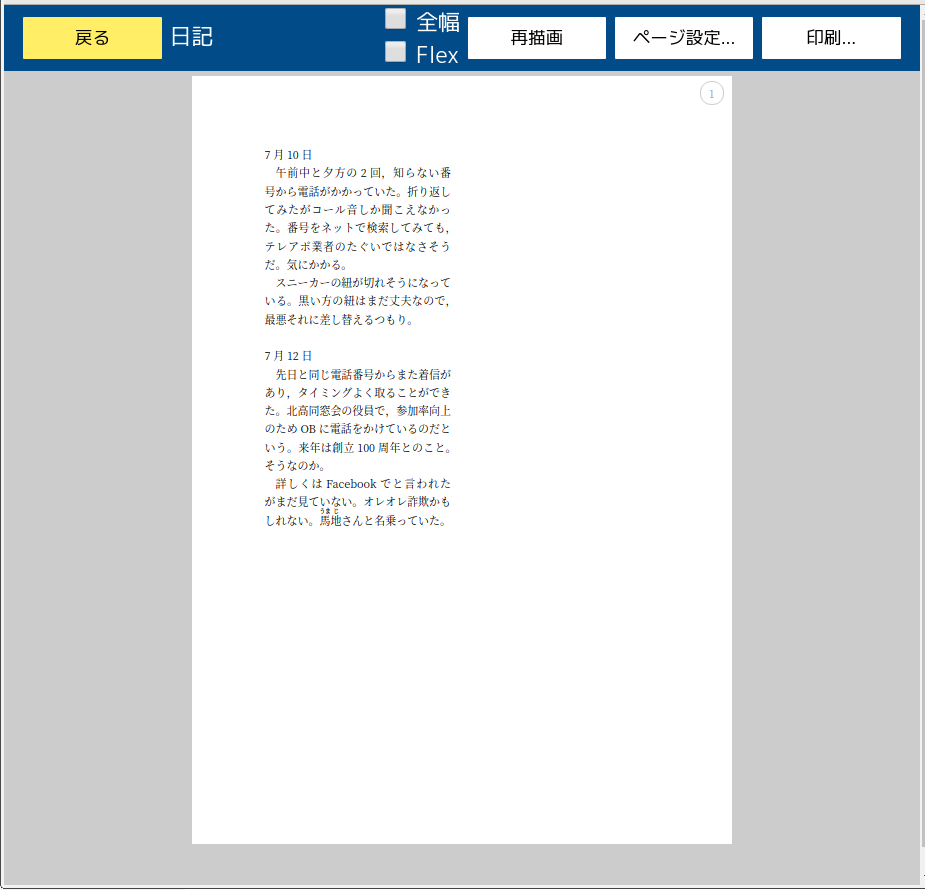 戻る
日記
全幅
Flex
再描画
ページ設定...
印刷...
1
7 月 10 日
午前中と夕方の 2 回，知らない番
号から電話がかかっていた。折り返し
てみたがコール音しか聞こえなかっ
た。番号をネットで検索してみても，
テレアポ業者のたぐいではなさそう
だ。気にかかる。
スニーカーの紐が切れそうになって
いる。黒い方の紐はまだ丈夫なので，
最悪それに差し替えるつもり。
7 月 12 日
先日と同じ電話番号からまた着信が
あり，タイミングよく取ることができ
た。北高同窓会の役員で，参加率向上
のため OB に電話をかけているのだと
いう。来年は創立 100 周年とのこと。
そうなのか。
詳しくは Facebook でと言われた
がまだ見ていない。オレオレ詐欺かも
うま じ
しれない。馬地さんと名乗っていた。